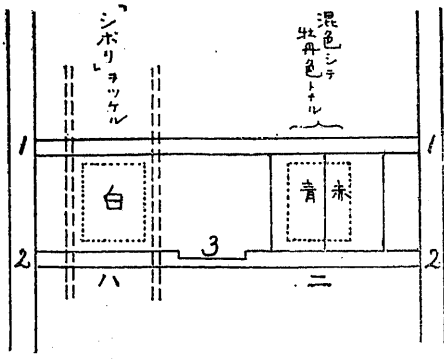 混色シテ
牡丹色トナル
「シボリ」ヲツケル
1 1
白 青 赤
2 3 2
ハ ニ